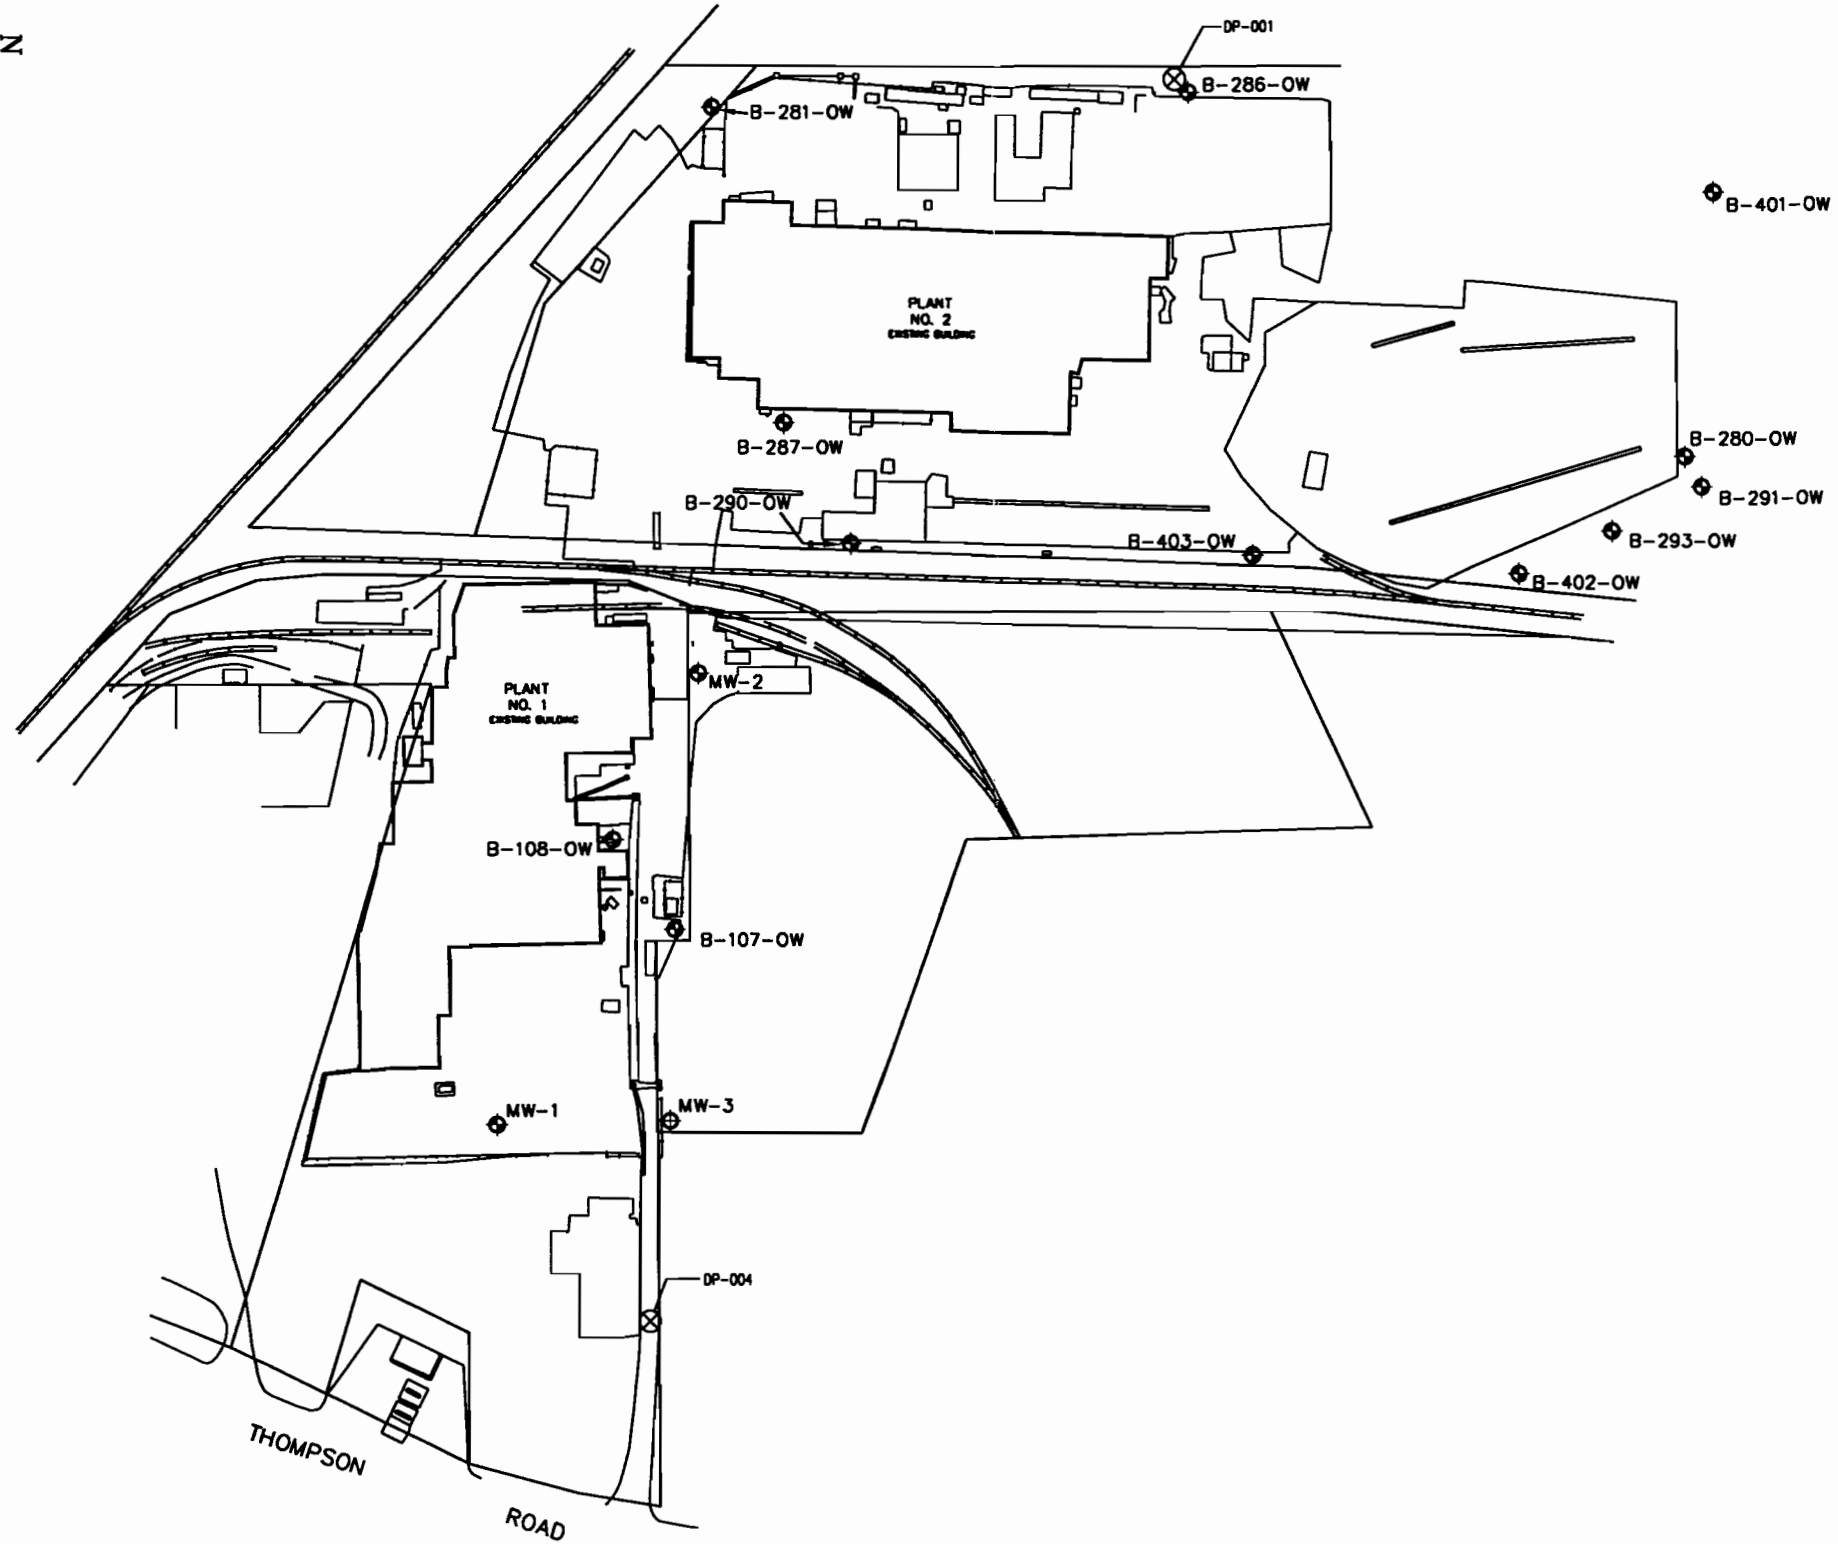 N
DP-001
B-286-OW
B-281-OW
B-401-OW
PLANT
NO. 2
EXISTING BUILDING
B-287-OW
B-280-OW
B-291-OW
B-290-OW
B-403-OW
B-293-OW
B-402-OW
MW-2
PLANT
NO. 1
EXISTING BUILDING
B-108-OW
B-107-OW
MW-1
MW-3
DP-004
THOMPSON
ROAD